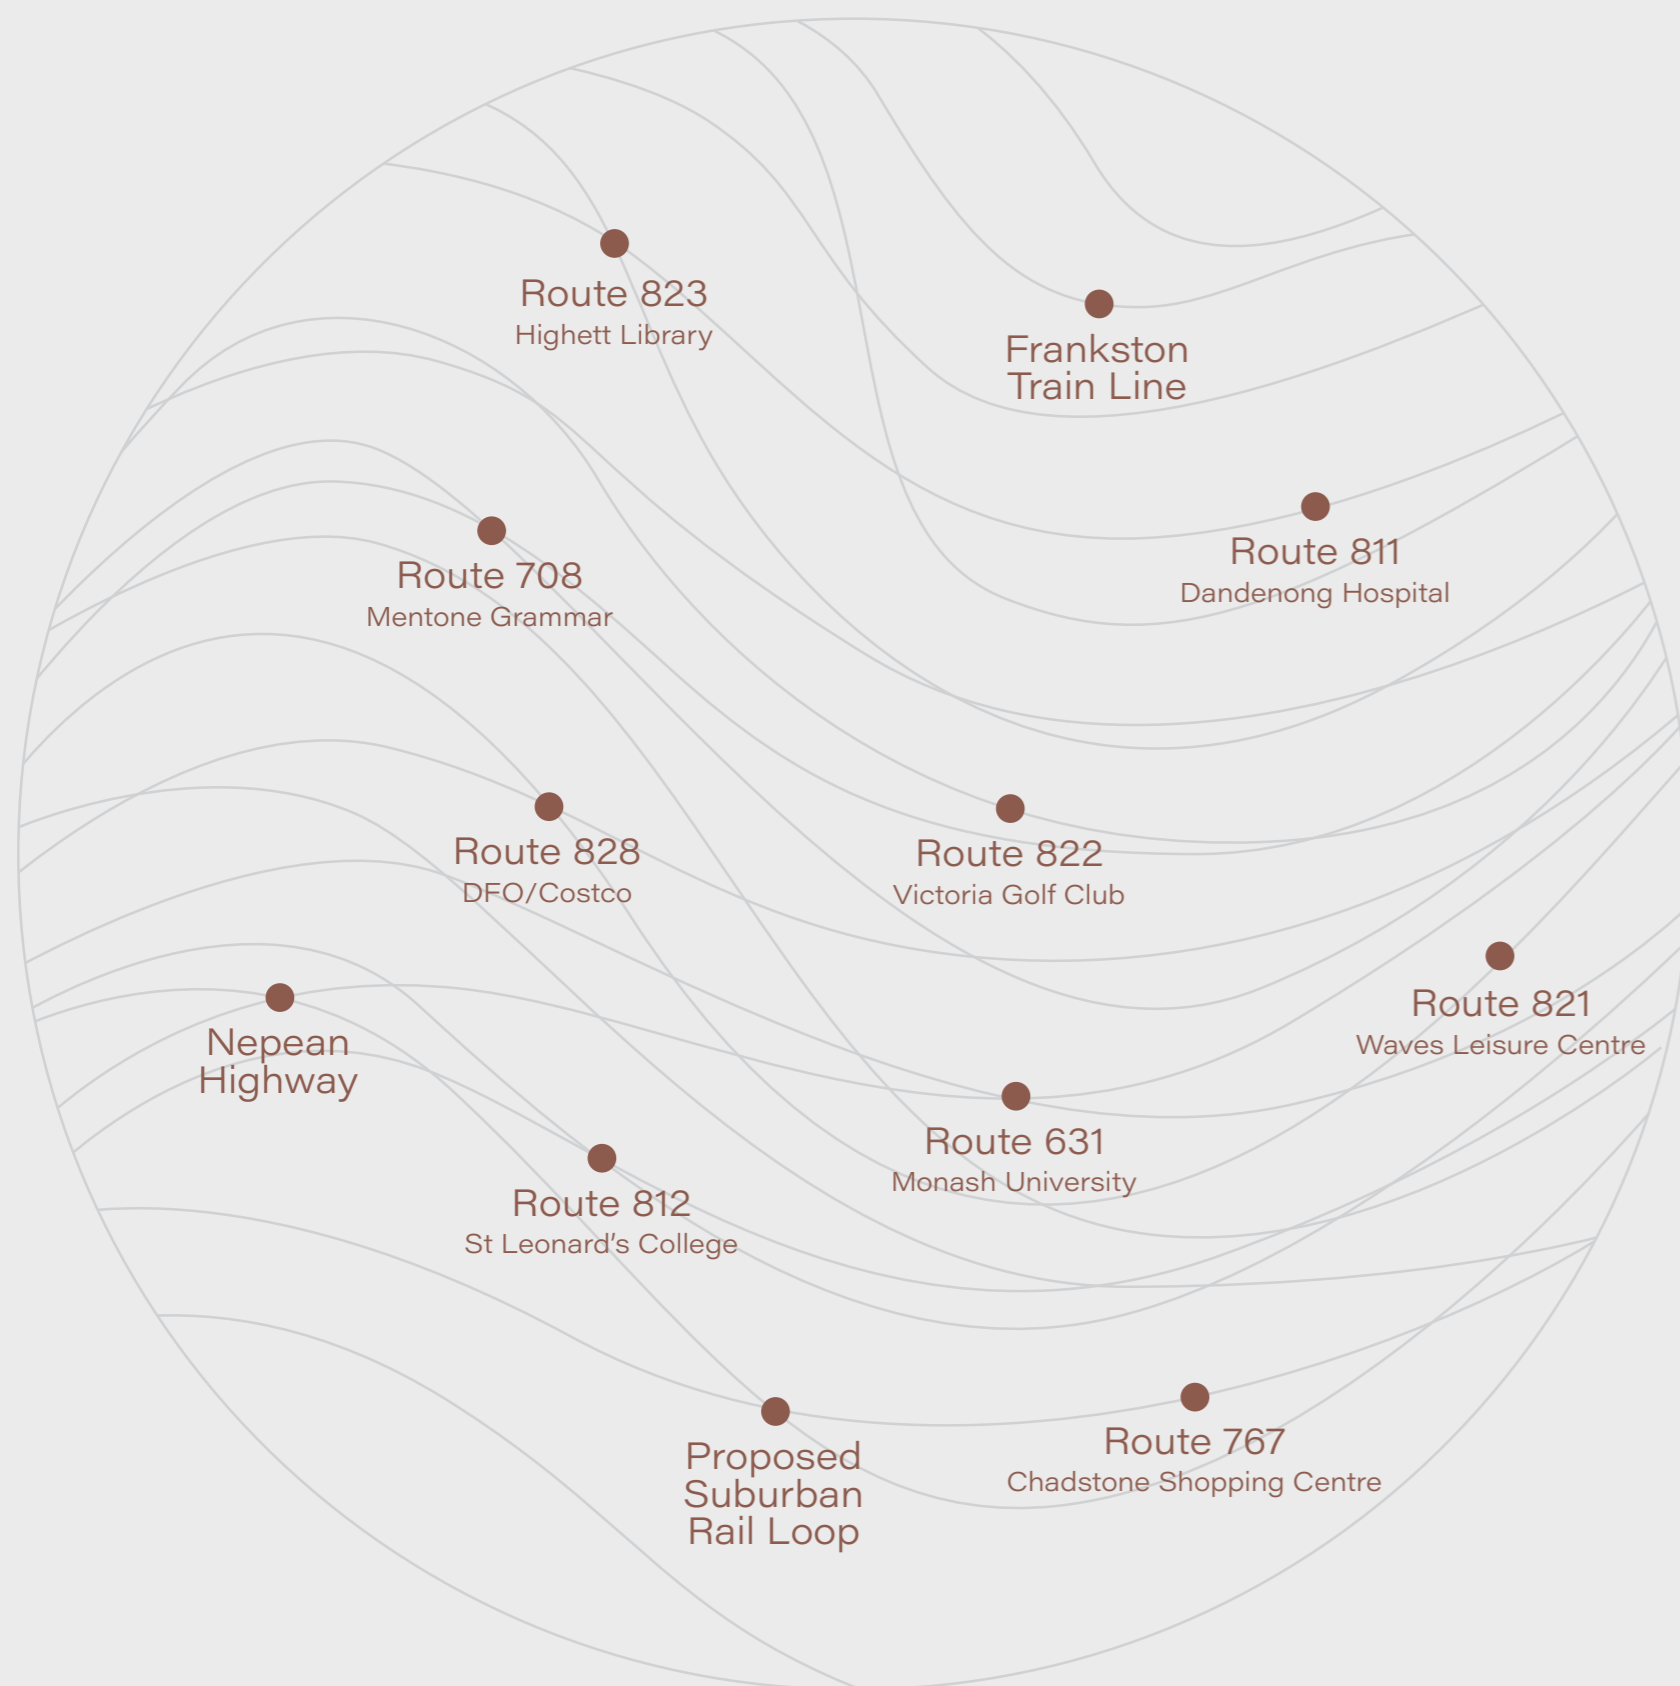 Route 823
Highett Library
Frankston
Train Line
Route 708
Mentone Grammar
Route 811
Dandenong Hospital
Route 828
DFO/Costco
Route 822
Victoria Golf Club
Route 821
Waves Leisure Centre
Nepean
Highway
Route 631
Monash University
Route 812
St Leonard’s College
Proposed
Suburban
Rail Loop
Route 767
Chadstone Shopping Centre